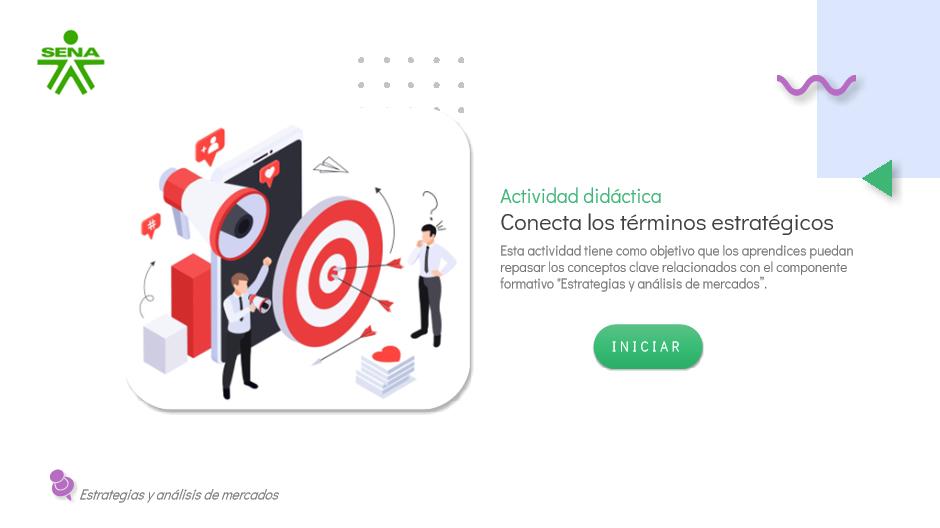 SENA
#
Actividad didáctica
Conecta los términos estratégicos
Esta actividad tiene como objetivo que los aprendices puedan
repasar los conceptos clave relacionados con el componente
formativo "Estrategias y análisis de mercados”.
INICIAR
Estrategias y análisis de mercados